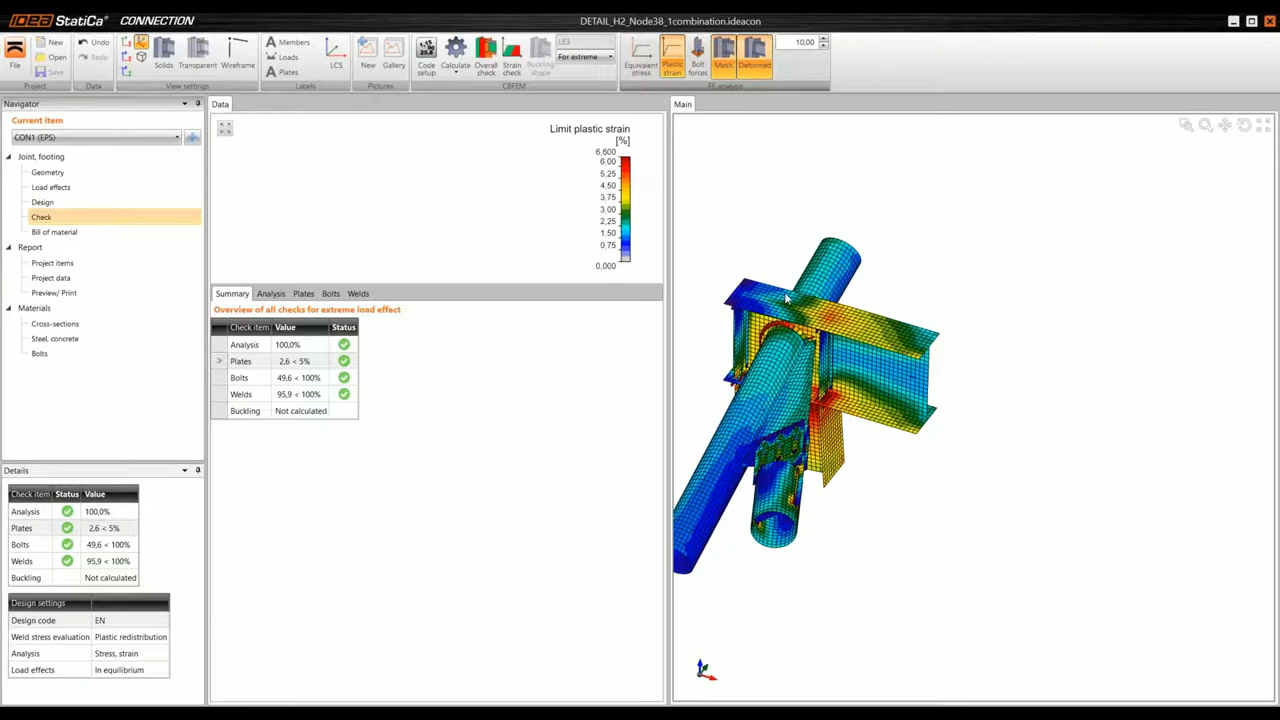 IDEA StatiCa® CONNECTION
DETAIL_H2_Node38_1combination.ideacon
File
New
Open
Save
Project
Undo
Redo
Data
Solids
Transparent
Wireframe
View settings
Members
Loads
Plates
LCS
Labels
New
Gallery
Pictures
Code setup
Calculate
Overall check
Strain check
Buckling shape
LE5
For extreme
CBFEM
Equivalent stress
Plastic strain
Bolt forces
Mesh
Deformed
10,00
FE analysis
Navigator
Current item
CON1 (EPS)
Joint, footing
Geometry
Load effects
Design
Check
Bill of material
Report
Project items
Project data
Preview/ Print
Materials
Cross-sections
Steel, concrete
Bolts
Details
Check item Status Value
Analysis 100,0%
Plates 2,6 < 5%
Bolts 49,6 < 100%
Welds 95,9 < 100%
Buckling Not calculated
Design settings
Design code EN
Weld stress evaluation Plastic redistribution
Analysis Stress, strain
Load effects In equilibrium
Data
Limit plastic strain
[%]
6,600
6,00
5,25
4,50
3,75
3,00
2,25
1,50
0,75
0,000
Summary Analysis Plates Bolts Welds
Overview of all checks for extreme load effect
Check item Value Status
Analysis 100,0%
> Plates 2,6 < 5%
Bolts 49,6 < 100%
Welds 95,9 < 100%
Buckling Not calculated
Main